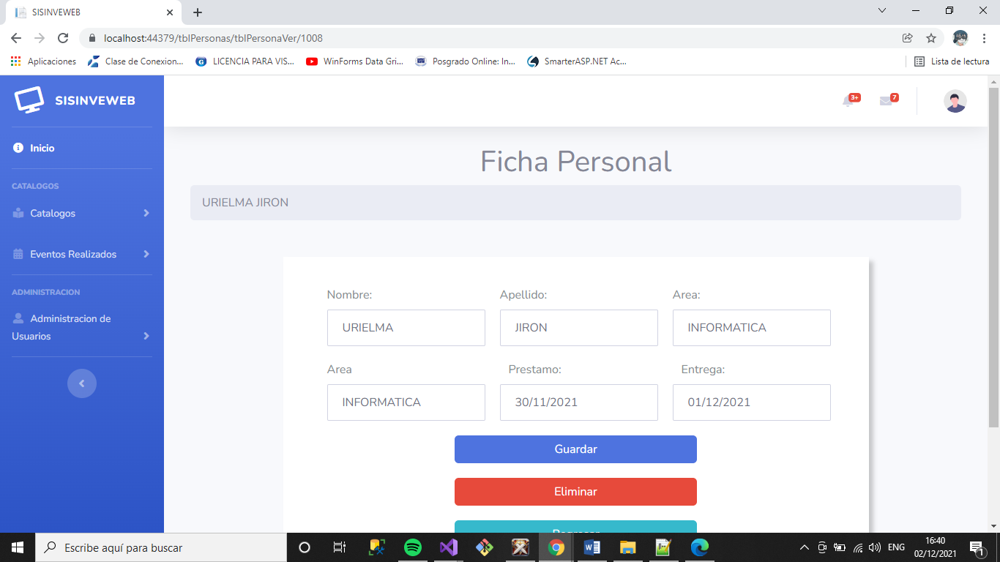 SISINVEWEB
localhost:44379/tblPersonas/tblPersonaVer/1008
Aplicaciones
Clase de Conexion...
LICENCIA PARA VIS...
WinForms Data Gri...
Posgrado Online: In...
SmarterASP.NET Ac...
Lista de lectura
SISINVEWEB
3+
7
Inicio
CATALOGOS
Catalogos
Eventos Realizados
ADMINISTRACION
Administracion de
Usuarios
Ficha Personal
URIELMA JIRON
Nombre: Apellido: Area:
URIELMA JIRON INFORMATICA
Area Prestamo: Entrega:
INFORMATICA 30/11/2021 01/12/2021
Guardar
Eliminar
Regresar
Escribe aquí para buscar
ENG
16:40
02/12/2021
1